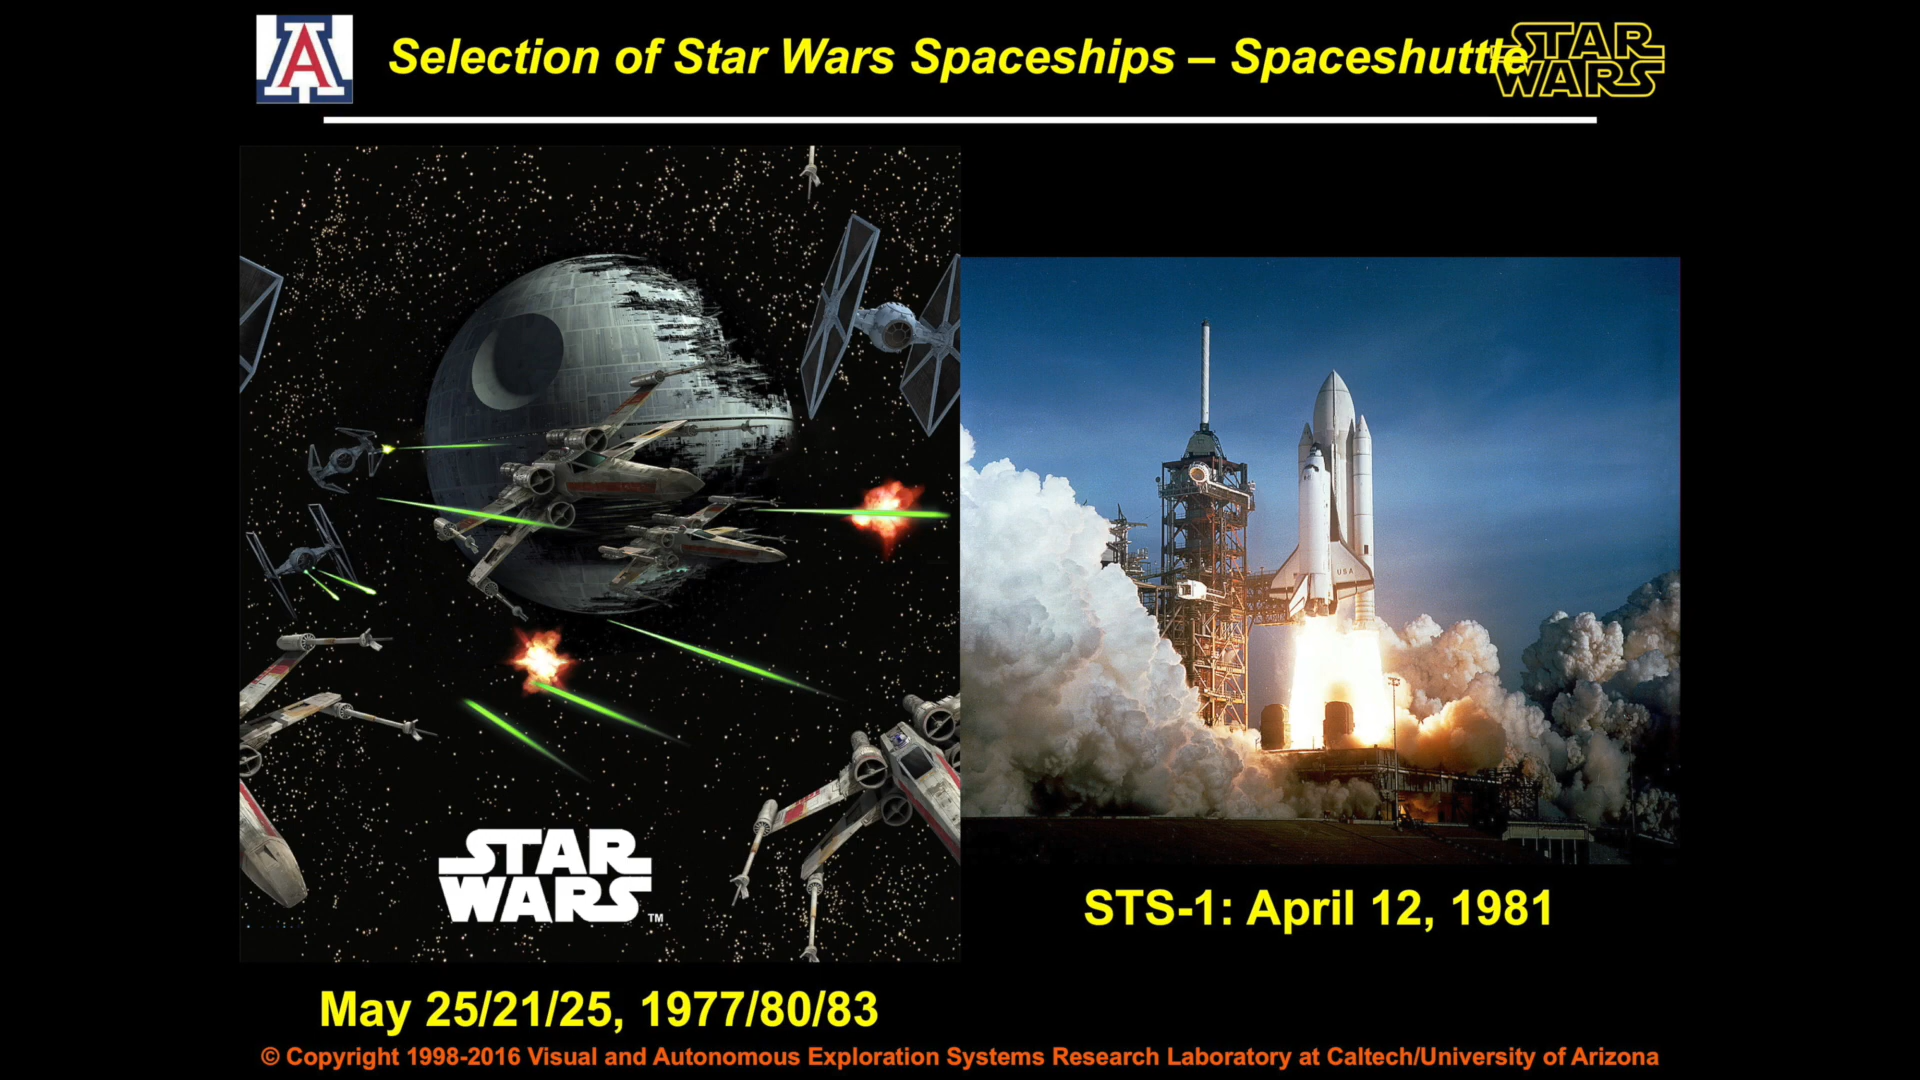 Selection of Star Wars Spaceships – Spaceshuttle
STAR
WARS
A
USA
STAR
WARS TM
STS-1: April 12, 1981
May 25/21/25, 1977/80/83
© Copyright 1998-2016 Visual and Autonomous Exploration Systems Research Laboratory at Caltech/University of Arizona